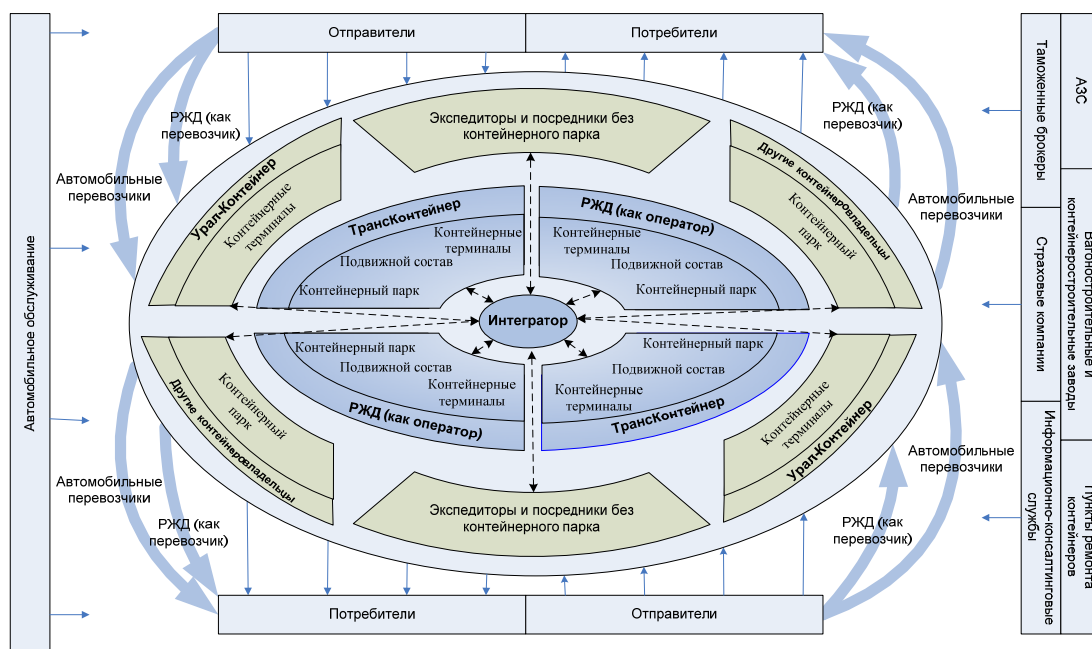 Отправители
Потребители
Автомобильное обслуживание
РЖД (как
перевозчик)
Автомобильные
перевозчики
Экспедиторы и посредники без
контейнерного парка
Урал-Контейнер
Контейнерные
терминалы
Другие контейнеровладельцы
Контейнерный
парк
РЖД (как
перевозчик)
Автомобильные
перевозчики
ТрансКонтейнер
Контейнерные
терминалы
Подвижной состав
Контейнерный парк
РЖД (как оператор)
Контейнерные
терминалы
Подвижной состав
Контейнерный парк
Интегратор
Контейнерный парк
Подвижной состав
Контейнерные
терминалы
РЖД (как оператор)
Контейнерный парк
Подвижной состав
Контейнерные
терминалы
ТрансКонтейнер
Контейнерный
парк
Другие контейнеровладельцы
Контейнерные
терминалы
Урал-Контейнер
Автомобильные
перевозчики
РЖД (как
перевозчик)
Экспедиторы и посредники без
контейнерного парка
Автомобильные
перевозчики
РЖД (как
перевозчик)
Потребители
Отправители
Таможенные брокеры
Страховые компании
Информационно-консалтинговые
службы
АЗС
Вагоностроительные и
контейнеростроительные заводы
Пункты ремонта
контейнеров